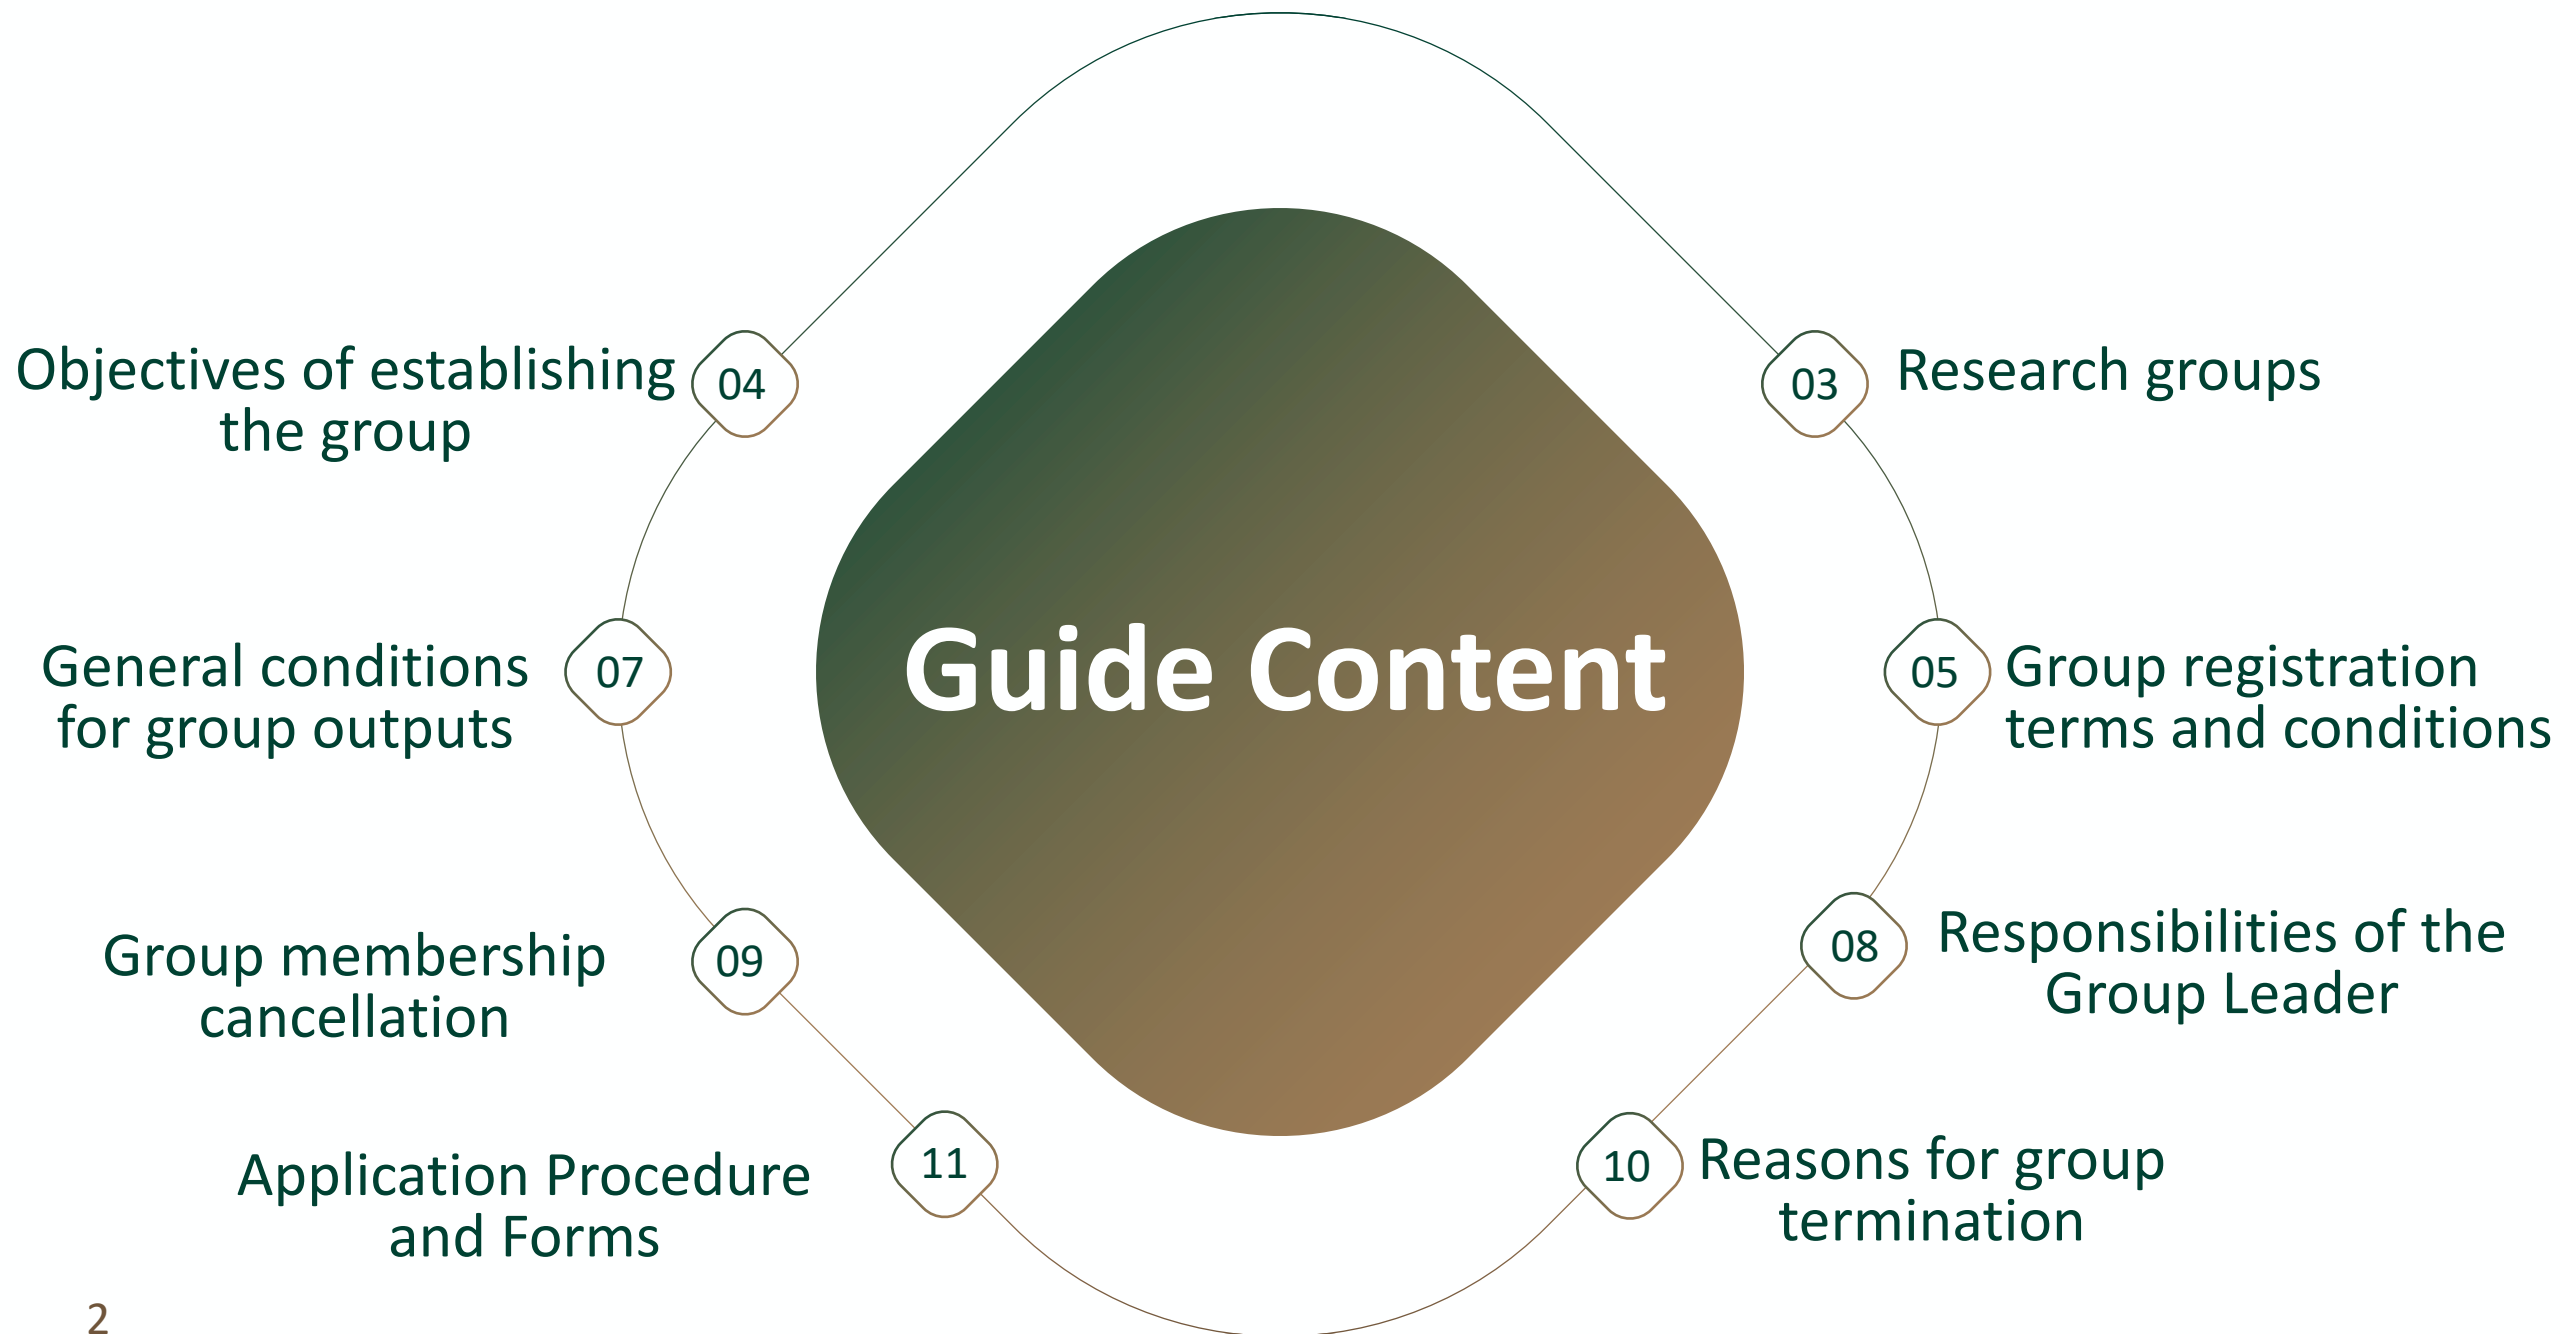 Guide Content
03
Research groups
04
Objectives of establishing
the group
05
Group registration
terms and conditions
07
General conditions
for group outputs
08
Responsibilities of the
Group Leader
09
Group membership
cancellation
10
Reasons for group
termination
11
Application Procedure
and Forms
2